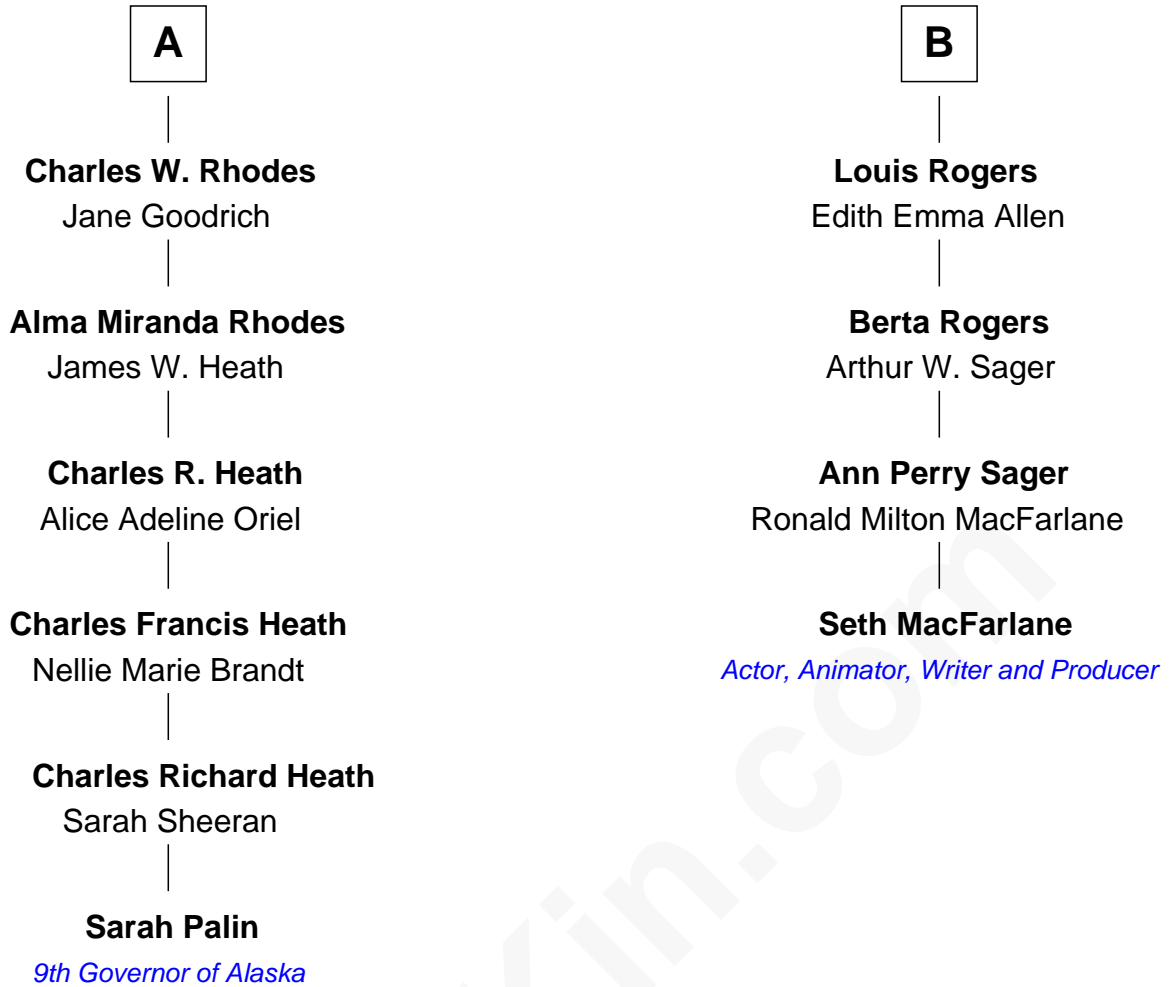 A
Charles W. Rhodes
Jane Goodrich
Alma Miranda Rhodes
James W. Heath
Charles R. Heath
Alice Adeline Oriel
Charles Francis Heath
Nellie Marie Brandt
Charles Richard Heath
Sarah Sheeran
Sarah Palin
9th Governor of Alaska
B
Louis Rogers
Edith Emma Allen
Berta Rogers
Arthur W. Sager
Ann Perry Sager
Ronald Milton MacFarlane
Seth MacFarlane
Actor, Animator, Writer and Producer
Kin.com